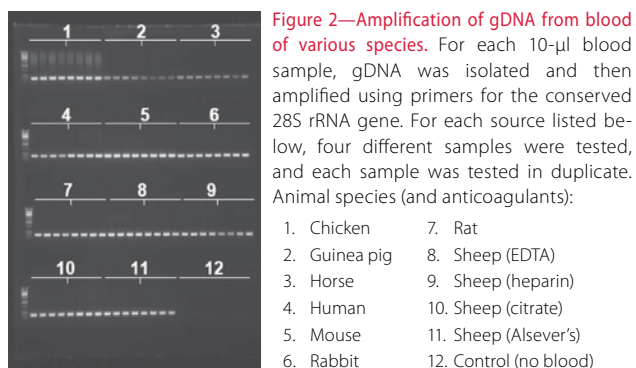 1 2 3
4 5 6
7 8 9
10 11 12
Figure 2—Amplification of gDNA from blood
of various species. For each 10-µl blood
sample, gDNA was isolated and then
amplified using primers for the conserved
28S rRNA gene. For each source listed be-
low, four different samples were tested,
and each sample was tested in duplicate.
Animal species (and anticoagulants):
1. Chicken
2. Guinea pig
3. Horse
4. Human
5. Mouse
6. Rabbit
7. Rat
8. Sheep (EDTA)
9. Sheep (heparin)
10. Sheep (citrate)
11. Sheep (Alsever's)
12. Control (no blood)